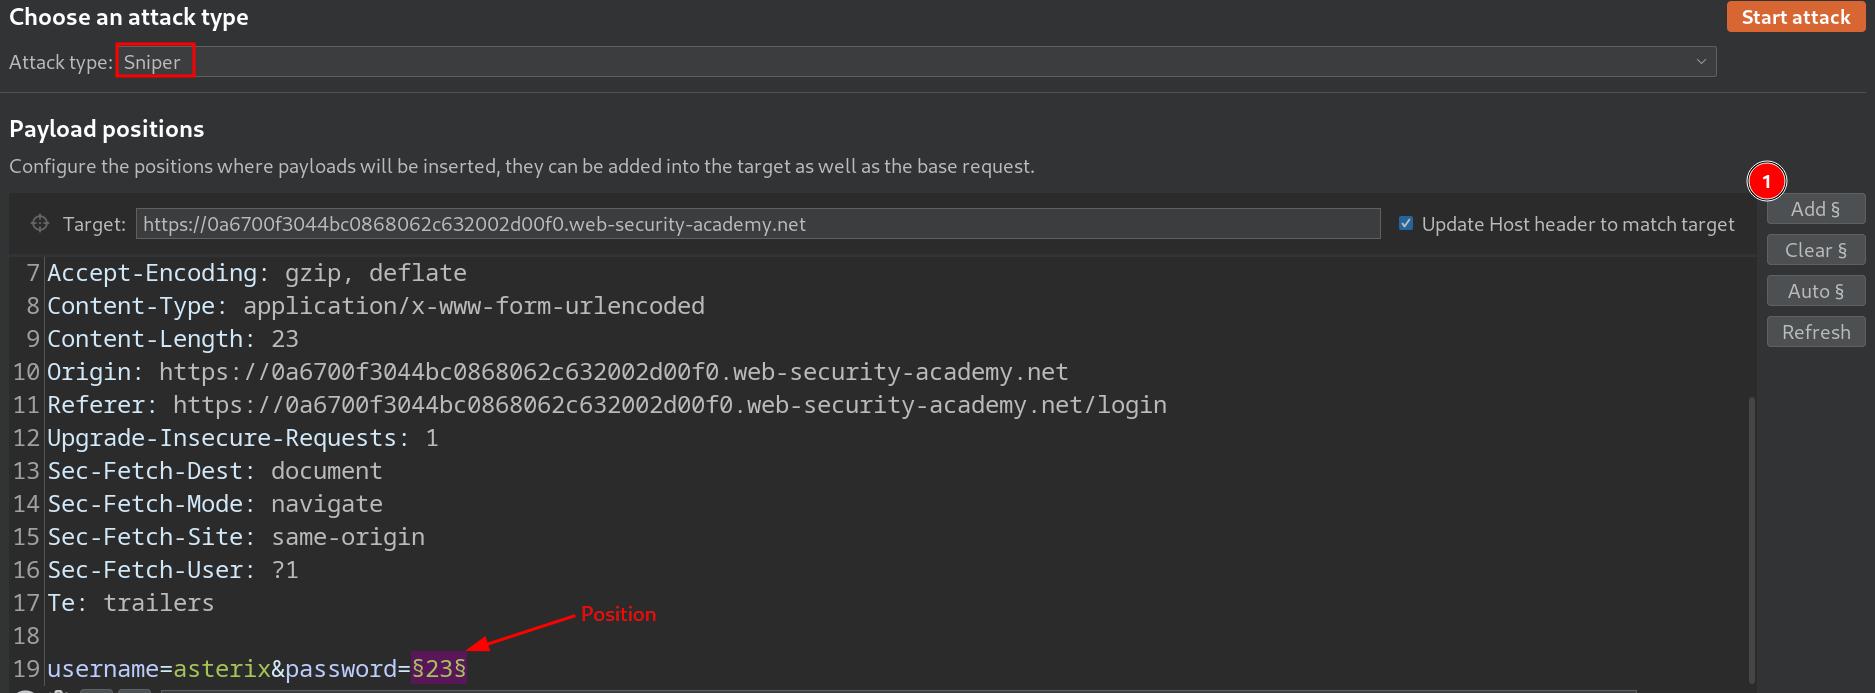 Choose an attack type
Start attack
Attack type: Sniper
Payload positions
Configure the positions where payloads will be inserted, they can be added into the target as well as the base request.
1
Target: https://0a6700f3044bc0868062c632002d00f0.web-security-academy.net Update Host header to match target
Add §
Clear §
Auto §
Refresh
7 Accept-Encoding: gzip, deflate
8 Content-Type: application/x-www-form-urlencoded
9 Content-Length: 23
10 Origin: https://0a6700f3044bc0868062c632002d00f0.web-security-academy.net
11 Referer: https://0a6700f3044bc0868062c632002d00f0.web-security-academy.net/login
12 Upgrade-Insecure-Requests: 1
13 Sec-Fetch-Dest: document
14 Sec-Fetch-Mode: navigate
15 Sec-Fetch-Site: same-origin
16 Sec-Fetch-User: ?1
17 Te: trailers
Position
18
19 username=asterix&password=§23§